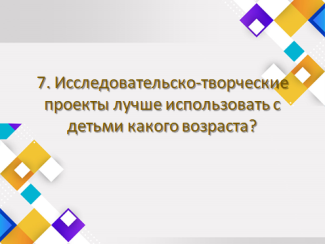 7. Исследовательско-творческие
проекты лучше использовать с
детьми какого возраста?